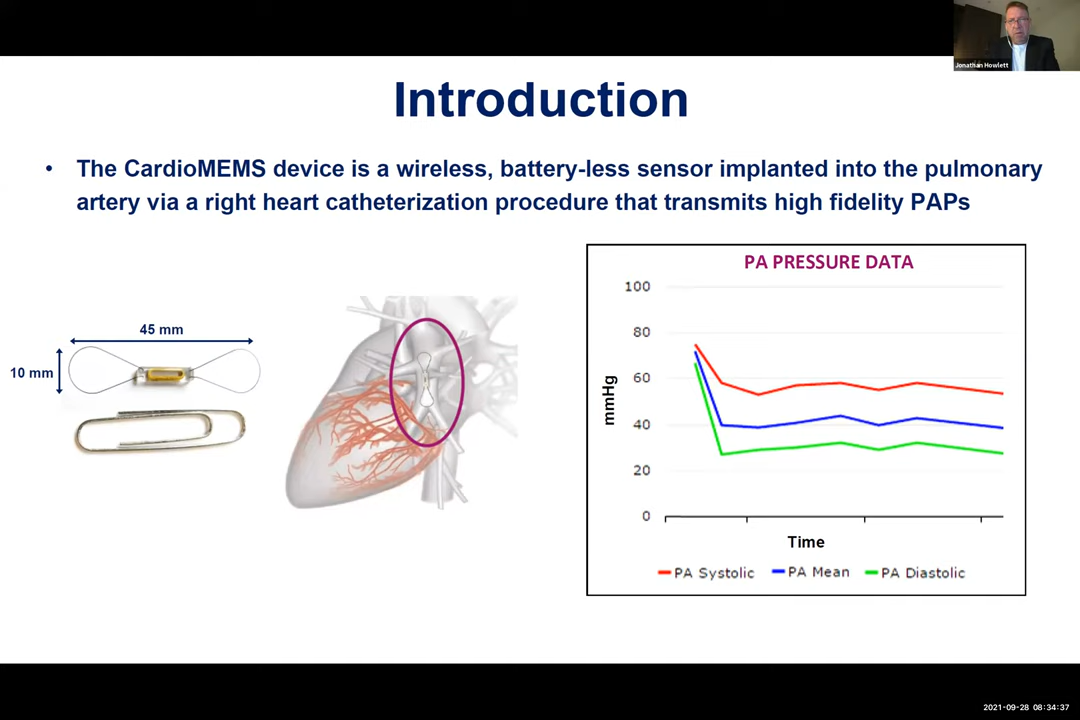 Jonathan Howlett
Introduction
• The CardioMEMS device is a wireless, battery-less sensor implanted into the pulmonary
artery via a right heart catheterization procedure that transmits high fidelity PAPs
45 mm
10 mm
PA PRESSURE DATA
100
80
60
40
20
0
mmHg
Time
PA Systolic PA Mean PA Diastolic
2021-09-28 08:34:37